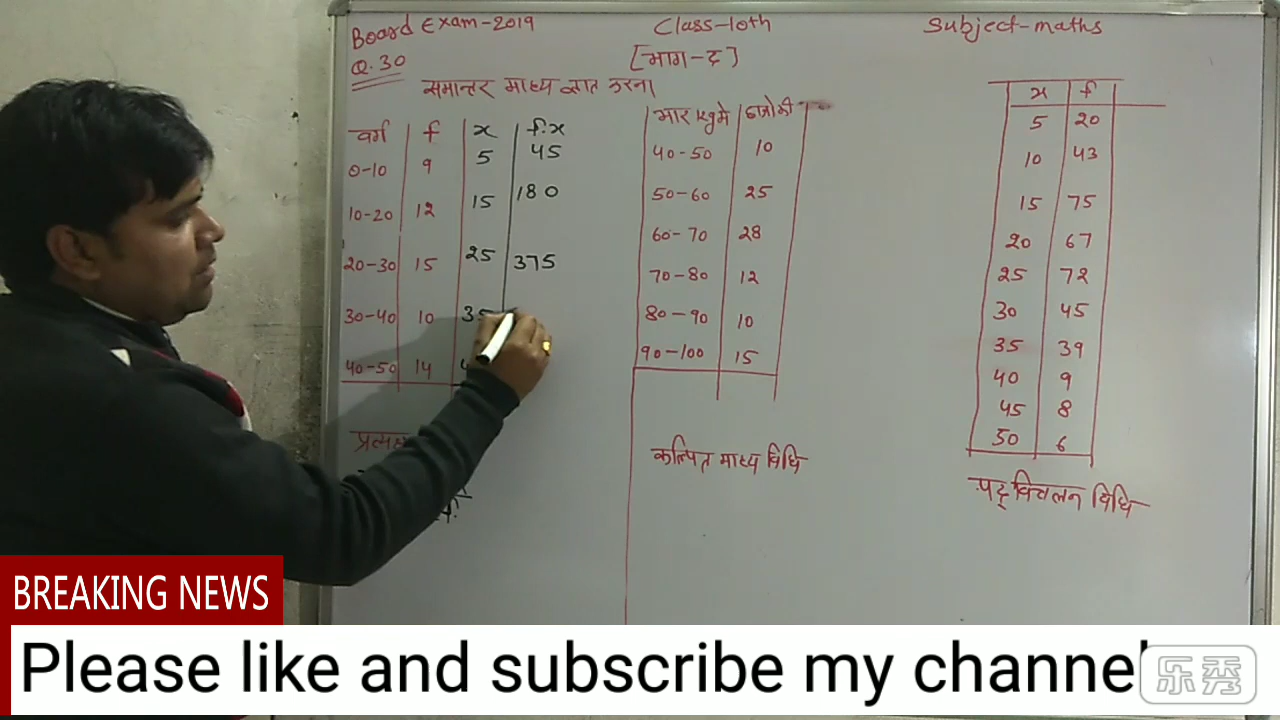 Board Exam-2019 Class-10th Subject-maths
Q.30 [भाग-द]
समान्तर माध्य ज्ञात करना
वर्ग f x f.x
0-10 9 5 45
10-20 12 15 180
20-30 15 25 375
30-40 10 35
40-50 14
भार kgमे
40-50 10
50-60 25
60-70 28
70-80 12
80-90 10
90-100 15
कल्पित माध्य विधि
x f
5 20
10 43
15 75
20 67
25 72
30 45
35 39
40 9
45 8
50 6
पद विचलन विधि
BREAKING NEWS
Please like and subscribe my channel
乐秀